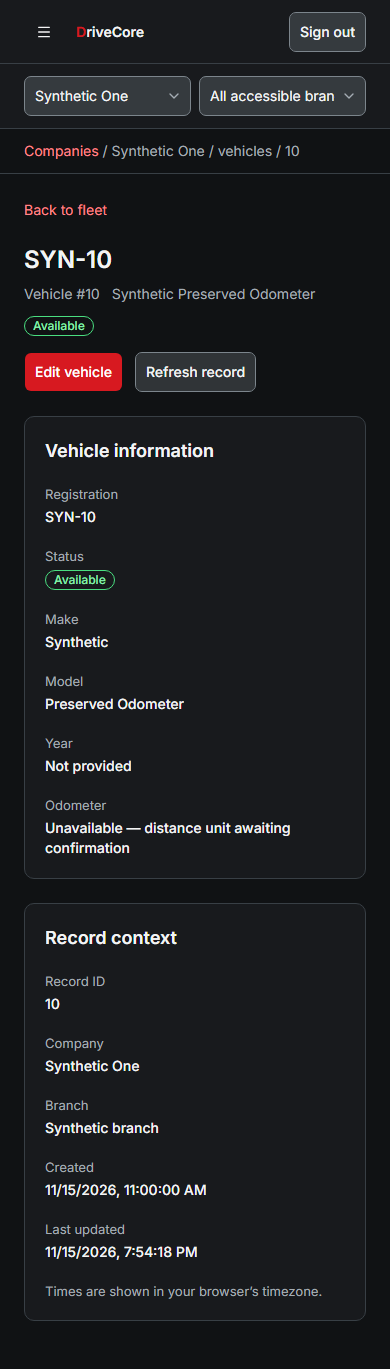 DriveCore
Sign out
Synthetic One
All accessible bran
Companies / Synthetic One / vehicles / 10
Back to fleet
SYN-10
Vehicle #10 Synthetic Preserved Odometer
Available
Edit vehicle
Refresh record
Vehicle information
Registration
SYN-10
Status
Available
Make
Synthetic
Model
Preserved Odometer
Year
Not provided
Odometer
Unavailable — distance unit awaiting
confirmation
Record context
Record ID
10
Company
Synthetic One
Branch
Synthetic branch
Created
11/15/2026, 11:00:00 AM
Last updated
11/15/2026, 7:54:18 PM
Times are shown in your browser’s timezone.